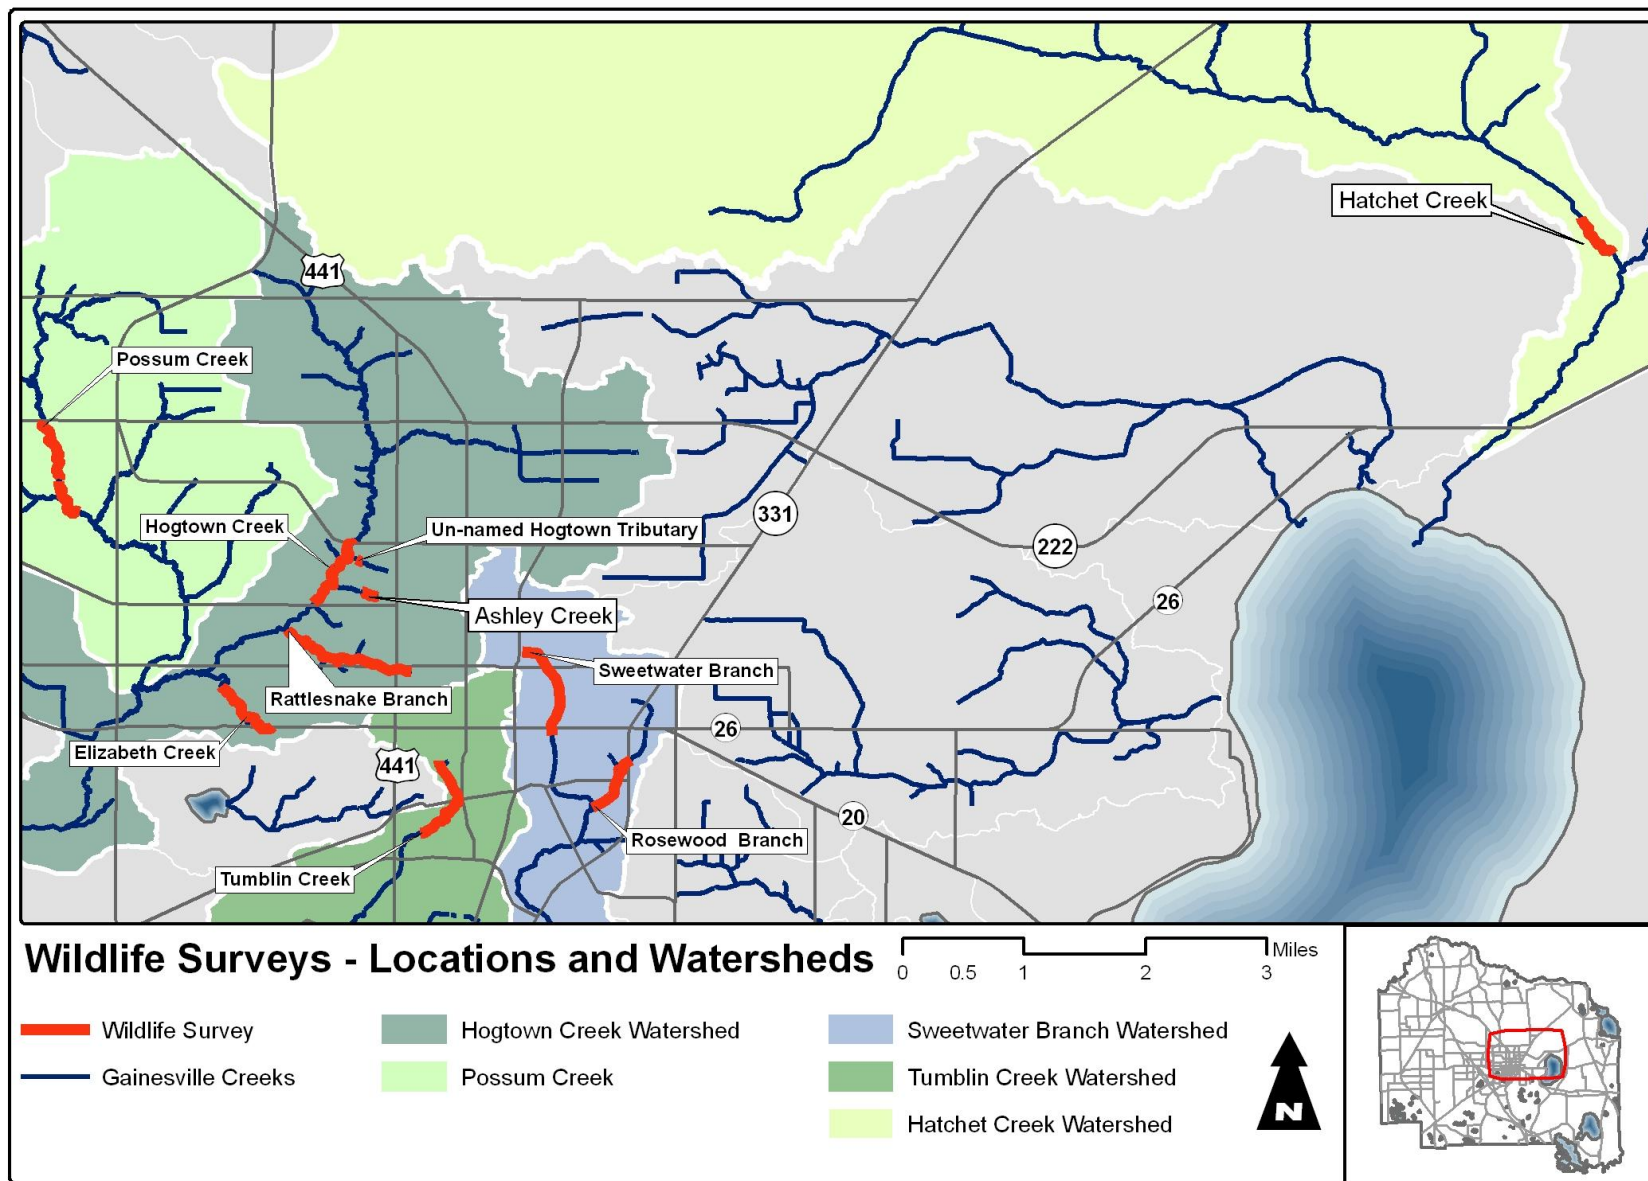 Hatchet Creek
441
Possum Creek
331
Hogtown Creek
Un-named Hogtown Tributary
222
26
Ashley Creek
Sweetwater Branch
Rattlesnake Branch
26
Elizabeth Creek
441
20
Rosewood Branch
Tumblin Creek
Wildlife Surveys - Locations and Watersheds
Miles
0 0.5 1 2 3
Wildlife Survey
Gainesville Creeks
Hogtown Creek Watershed
Possum Creek
Sweetwater Branch Watershed
Tumblin Creek Watershed
Hatchet Creek Watershed
N